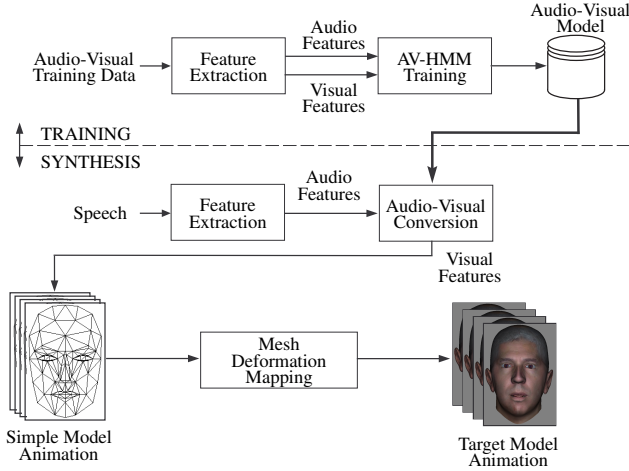 Audio-Visual
Model
Audio
Features
Audio-Visual
Training Data
Feature
Extraction
AV-HMM
Training
Visual
Features
TRAINING
SYNTHESIS
Audio
Features
Speech
Feature
Extraction
Audio-Visual
Conversion
Visual
Features
Mesh
Deformation
Mapping
Simple Model
Animation
Target Model
Animation